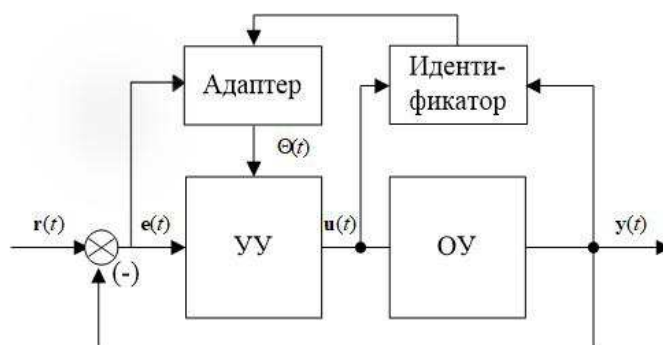 Адаптер
Иденти-
фикатор
Θ(t)
r(t)
e(t)
УУ
u(t)
ОУ
y(t)
(-)